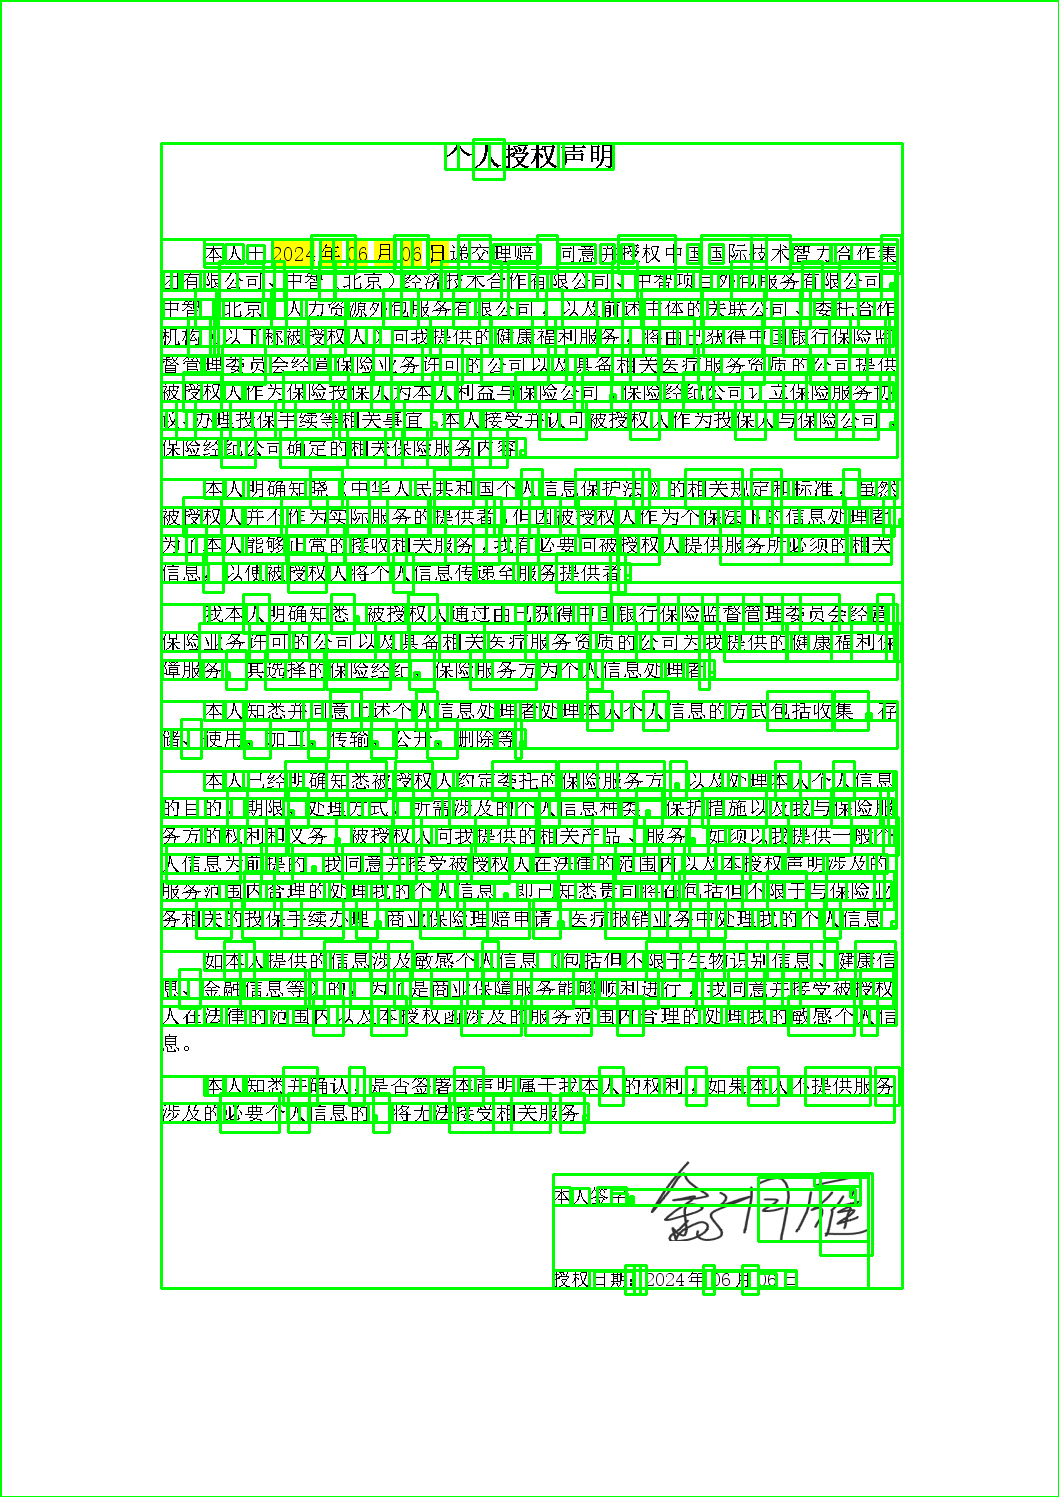 个人授权声明
本人于2024年06月06日递交理赔,同意并授权中国国际技术智力合作集
团有限公司、中智(北京)经济技术合作有限公司、中智项目外包服务有限公司、
中智(北京)人力资源外包服务有限公司,以及前述主体的关联公司、委托合作
机构(以下称被授权人)向我提供的健康福利服务,将由已获得中国银行保险监
督管理委员会经营保险业务许可的公司以及具备相关医疗服务资质的公司提供
被授权人作为保险投保人为本人利益与保险公司、保险经纪公司订立保险服务协
议、办理投保手续等相关事宜,本人接受并认可被授权人作为投保人与保险公司、
保险经纪公司确定的相关保险服务内容。
本人明确知晓《中华人民共和国个人信息保护法》的相关规定和标准,虽然
被授权人并不作为实际服务的提供者,但因被授权人作为个保法下的信息处理者,
为了本人能够正常的接收相关服务,我有必要向被授权人提供服务所必须的相关
信息,以便被授权人将个人信息传递至服务提供者。
我本人明确知悉,被授权人通过由已获得中国银行保险监督管理委员会经营
保险业务许可的公司以及具备相关医疗服务资质的公司为我提供的健康福利保
障服务,其选择的保险经纪、保险服务方为个人信息处理者。
本人知悉并同意上述个人信息处理者处理本人个人信息的方式包括收集、存
储、使用、加工、传输、公开、删除等。
本人已经明确知悉被授权人约定委托的保险服务方,以及处理本人个人信息
的目的、期限、处理方式,所需涉及的个人信息种类、保护措施以及我与保险服
务方的权利和义务,被授权人向我提供的相关产品、服务,如须以我提供一般个
人信息为前提的,我同意并接受被授权人在法律的范围内以及本授权声明涉及的
服务范围内合理的处理我的个人信息,即已知悉贵司将在包括但不限于与保险业
务相关的投保手续办理,商业保险理赔申请,医疗报销业务中处理我的个人信息。
如本人提供的信息涉及敏感个人信息(包括但不限于生物识别信息、健康信
息、金融信息等)的,为了是商业保障服务能够顺利进行,我同意并接受被授权
人在法律的范围内以及本授权函涉及的服务范围内合理的处理我的敏感个人信
息。
本人知悉并确认,是否签署本声明属于我本人的权利,如果本人不提供服务
涉及的必要个人信息的,将无法接受相关服务。
本人签字:
授权日期:2024年06月06日